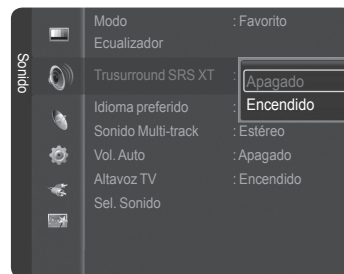 Sonido
Modo : Favorito
Ecualizador
Trusurround SRS XT : Apagado
Encendido
Idioma preferido :
Sonido Multi-track : Estéreo
Vol. Auto : Apagado
Altavoz TV : Encendido
Sel. Sonido